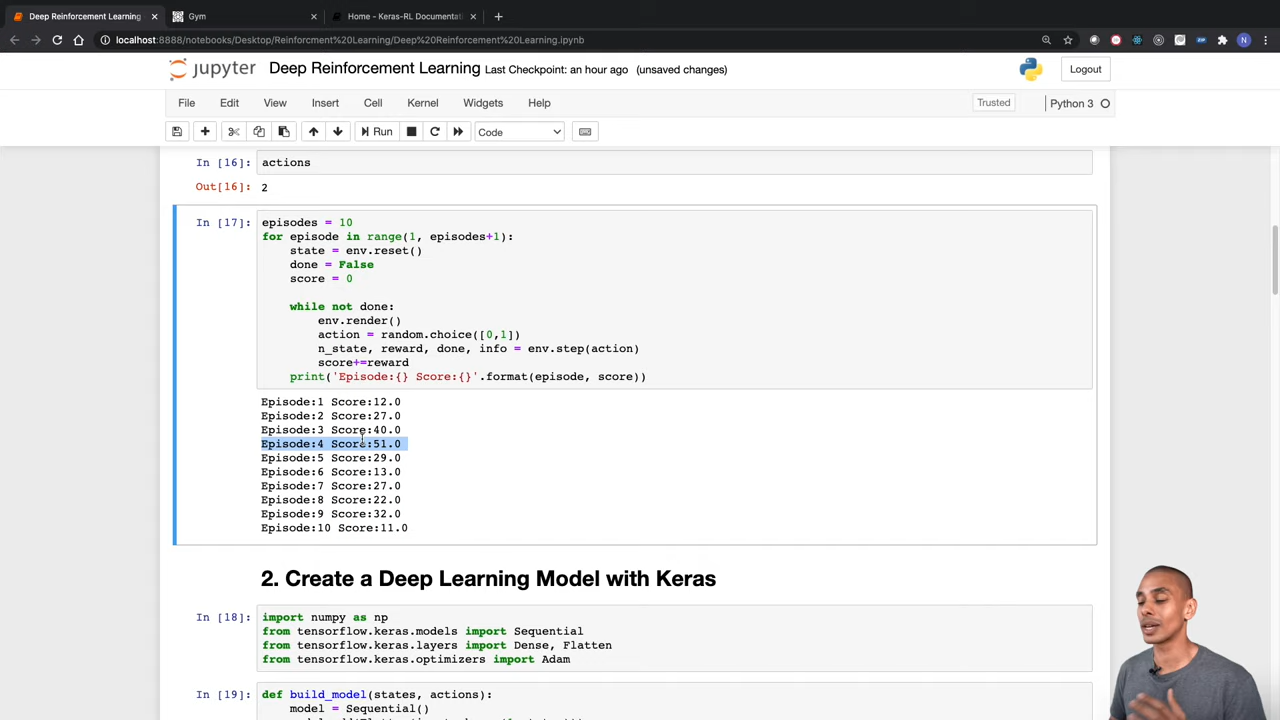 Deep Reinforcement Learning
Gym
Home - Keras-RL Documentati
localhost:8888/notebooks/Desktop/Reinforcment%20Learning/Deep%20Reinforcement%20Learning.ipynb
N
jupyter Deep Reinforcement Learning Last Checkpoint: an hour ago (unsaved changes)
Logout
File Edit View Insert Cell Kernel Widgets Help
Trusted
Python 3
Run
Code
In [16]: actions
Out[16]: 2
In [17]: episodes = 10
for episode in range(1, episodes+1):
    state = env.reset()
    done = False
    score = 0
    while not done:
        env.render()
        action = random.choice([0,1])
        n_state, reward, done, info = env.step(action)
        score+=reward
    print('Episode:{} Score:{}'.format(episode, score))
Episode:1 Score:12.0
Episode:2 Score:27.0
Episode:3 Score:40.0
Episode:4 Score:51.0
Episode:5 Score:29.0
Episode:6 Score:13.0
Episode:7 Score:27.0
Episode:8 Score:22.0
Episode:9 Score:32.0
Episode:10 Score:11.0
2. Create a Deep Learning Model with Keras
In [18]: import numpy as np
from tensorflow.keras.models import Sequential
from tensorflow.keras.layers import Dense, Flatten
from tensorflow.keras.optimizers import Adam
In [19]: def build_model(states, actions):
    model = Sequential()